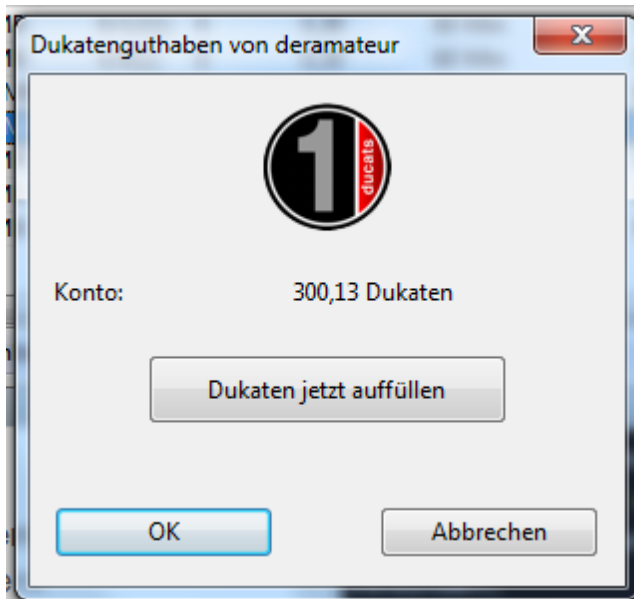 Dukatenguthaben von deramateur
1
ducats
Konto: 300,13 Dukaten
Dukaten jetzt auffüllen
OK
Abbrechen